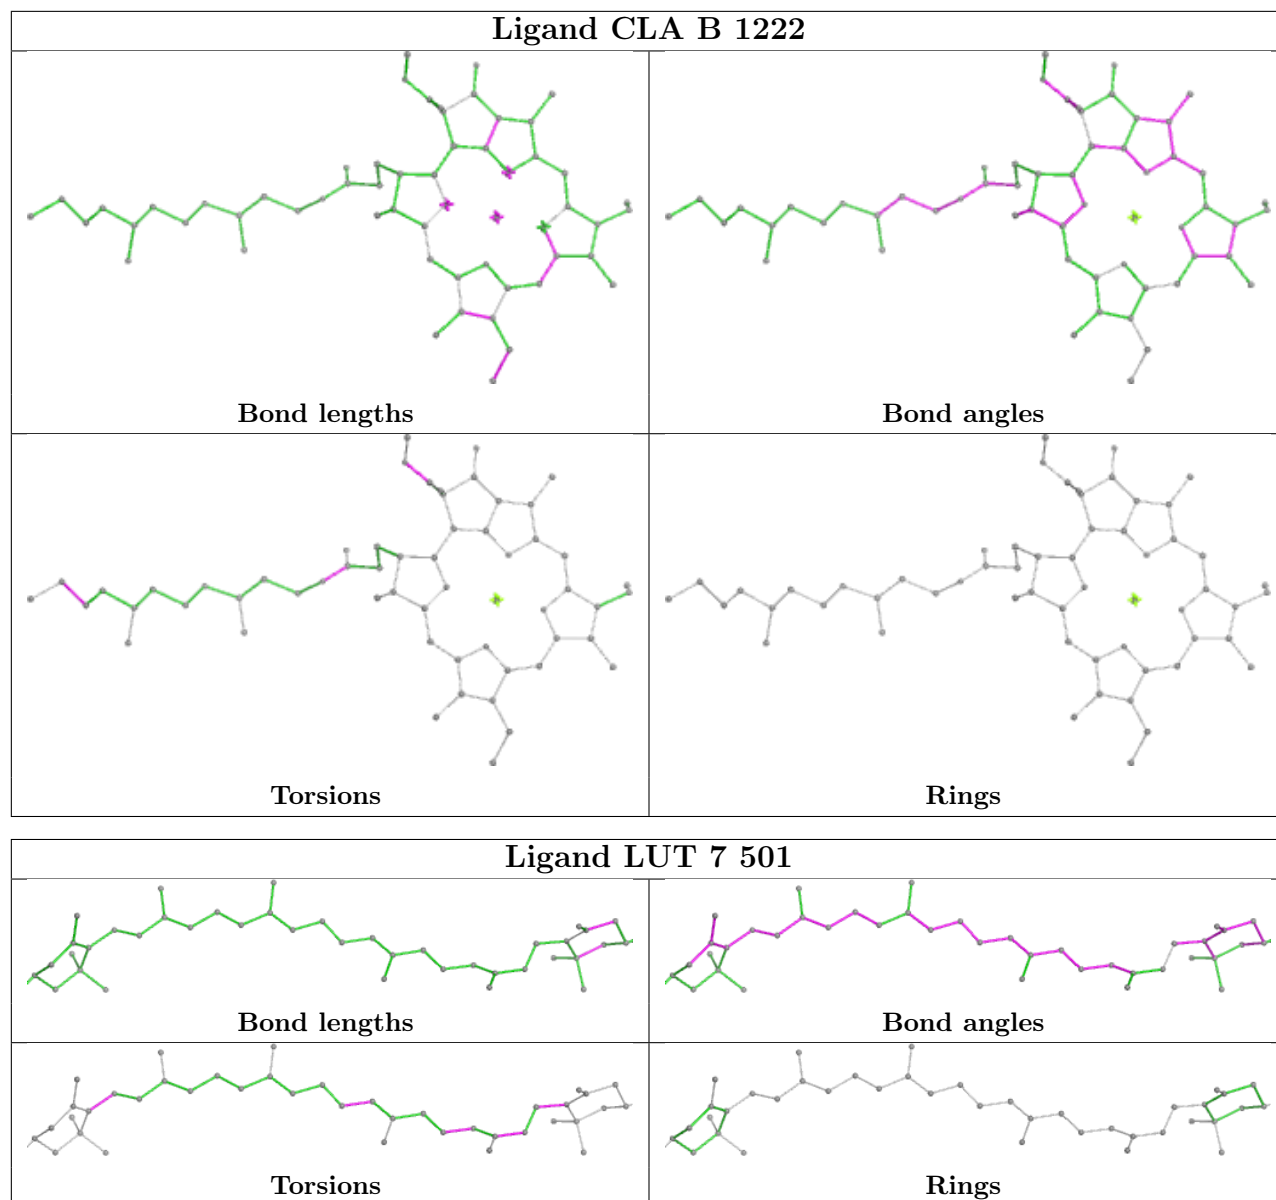 Ligand CLA B 1222
Bond lengths
Bond angles
Torsions
Rings
Ligand LUT 7 501
Bond lengths
Bond angles
Torsions
Rings